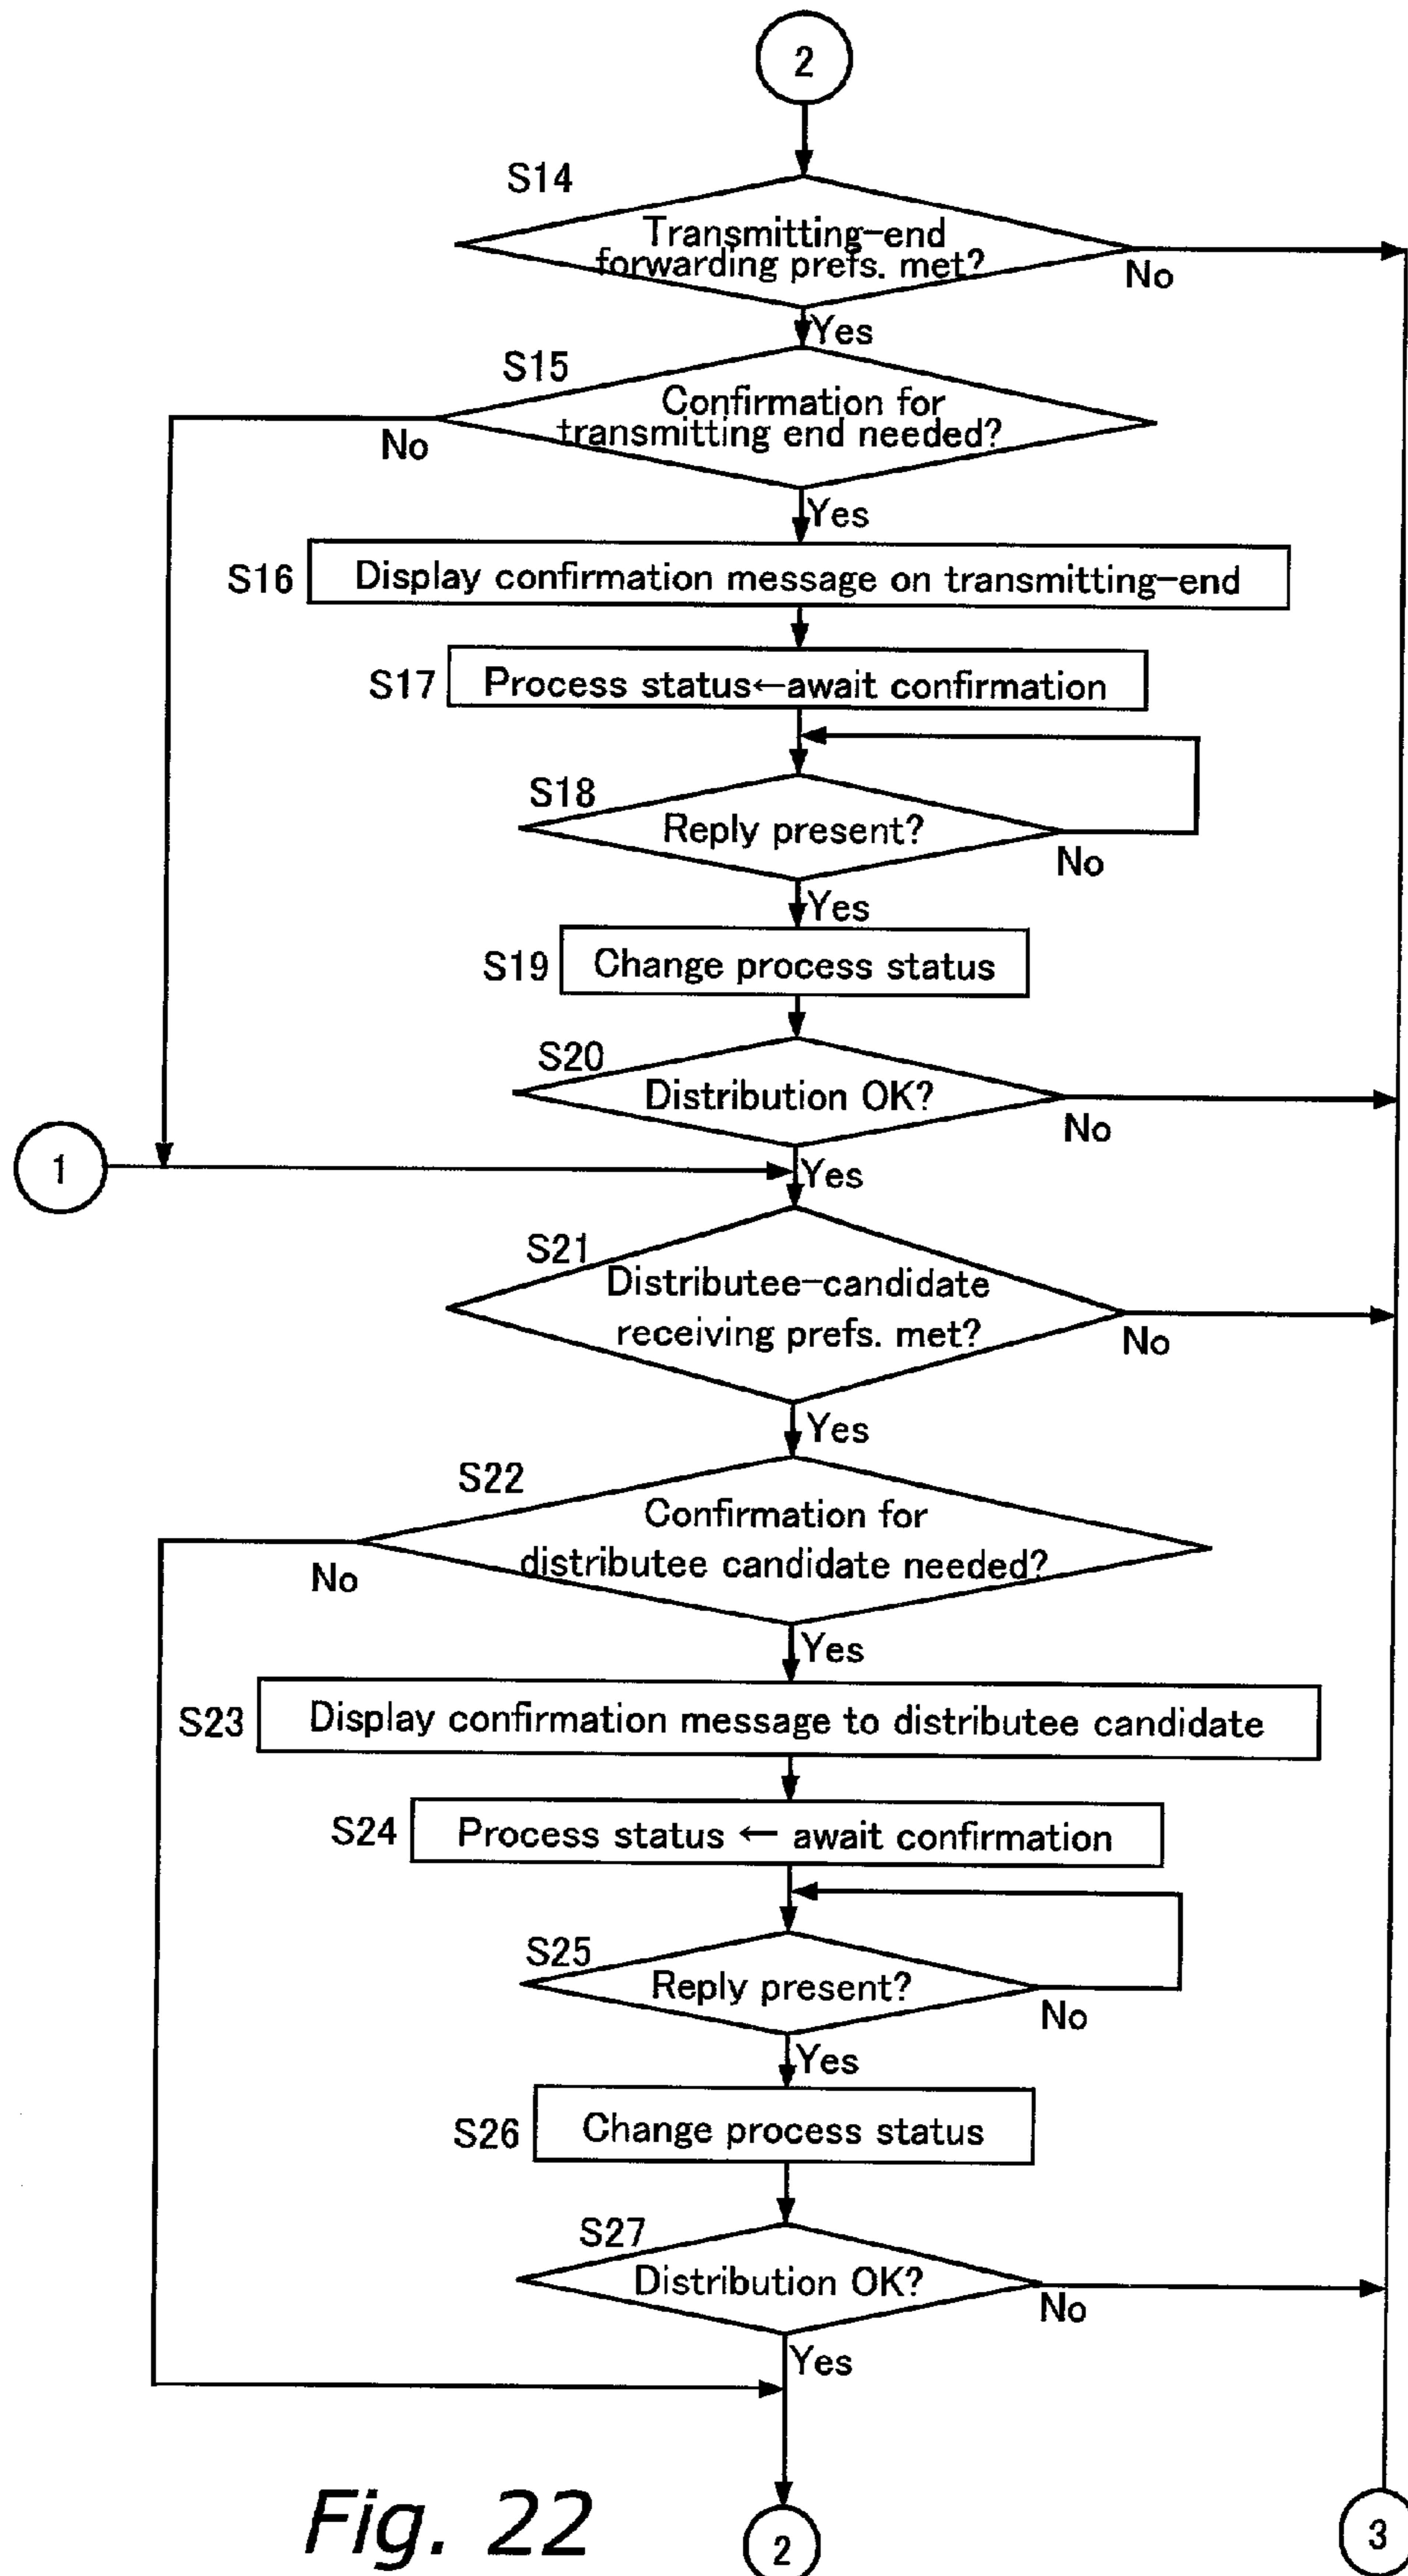 2
S14
Transmitting-end
forwarding prefs. met?
No
Yes
S15
Confirmation for
transmitting end needed?
No
Yes
S16
Display confirmation message on transmitting-end
S17
Process status←await confirmation
S18
Reply present?
No
Yes
S19
Change process status
S20
Distribution OK?
No
1
Yes
S21
Distributee-candidate
receiving prefs. met?
No
Yes
S22
Confirmation for
distributee candidate needed?
No
Yes
S23
Display confirmation message to distributee candidate
S24
Process status ← await confirmation
S25
Reply present?
No
Yes
S26
Change process status
S27
Distribution OK?
No
Yes
Fig. 22
2
3